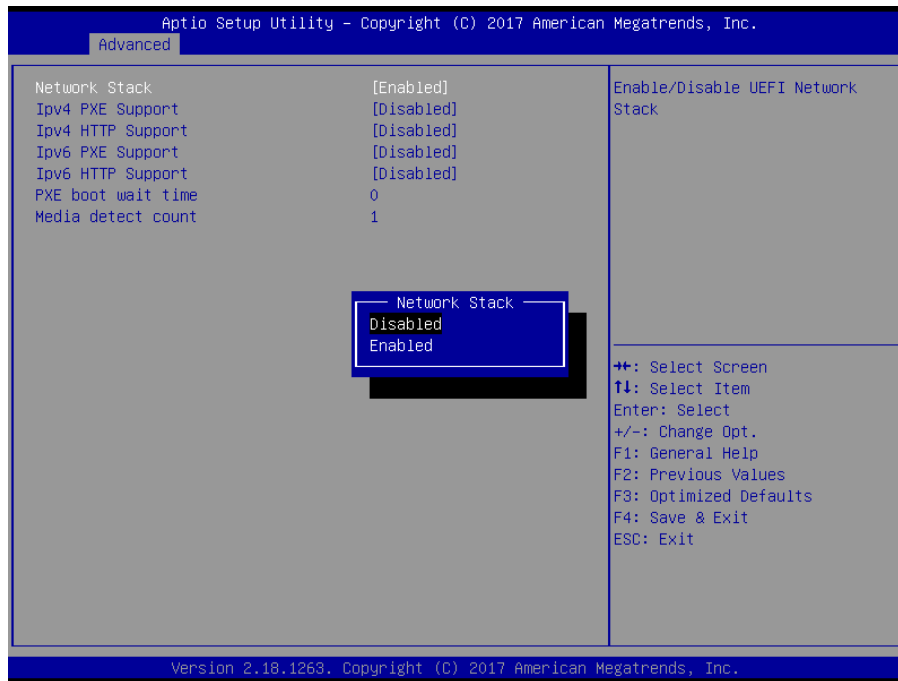 Aptio Setup Utility – Copyright (C) 2017 American Megatrends, Inc.
Advanced
Network Stack [Enabled]
Ipv4 PXE Support [Disabled]
Ipv4 HTTP Support [Disabled]
Ipv6 PXE Support [Disabled]
Ipv6 HTTP Support [Disabled]
PXE boot wait time 0
Media detect count 1
Network Stack
Disabled
Enabled
Enable/Disable UEFI Network
Stack
→←: Select Screen
↑↓: Select Item
Enter: Select
+/-: Change Opt.
F1: General Help
F2: Previous Values
F3: Optimized Defaults
F4: Save & Exit
ESC: Exit
Version 2.18.1263. Copyright (C) 2017 American Megatrends, Inc.